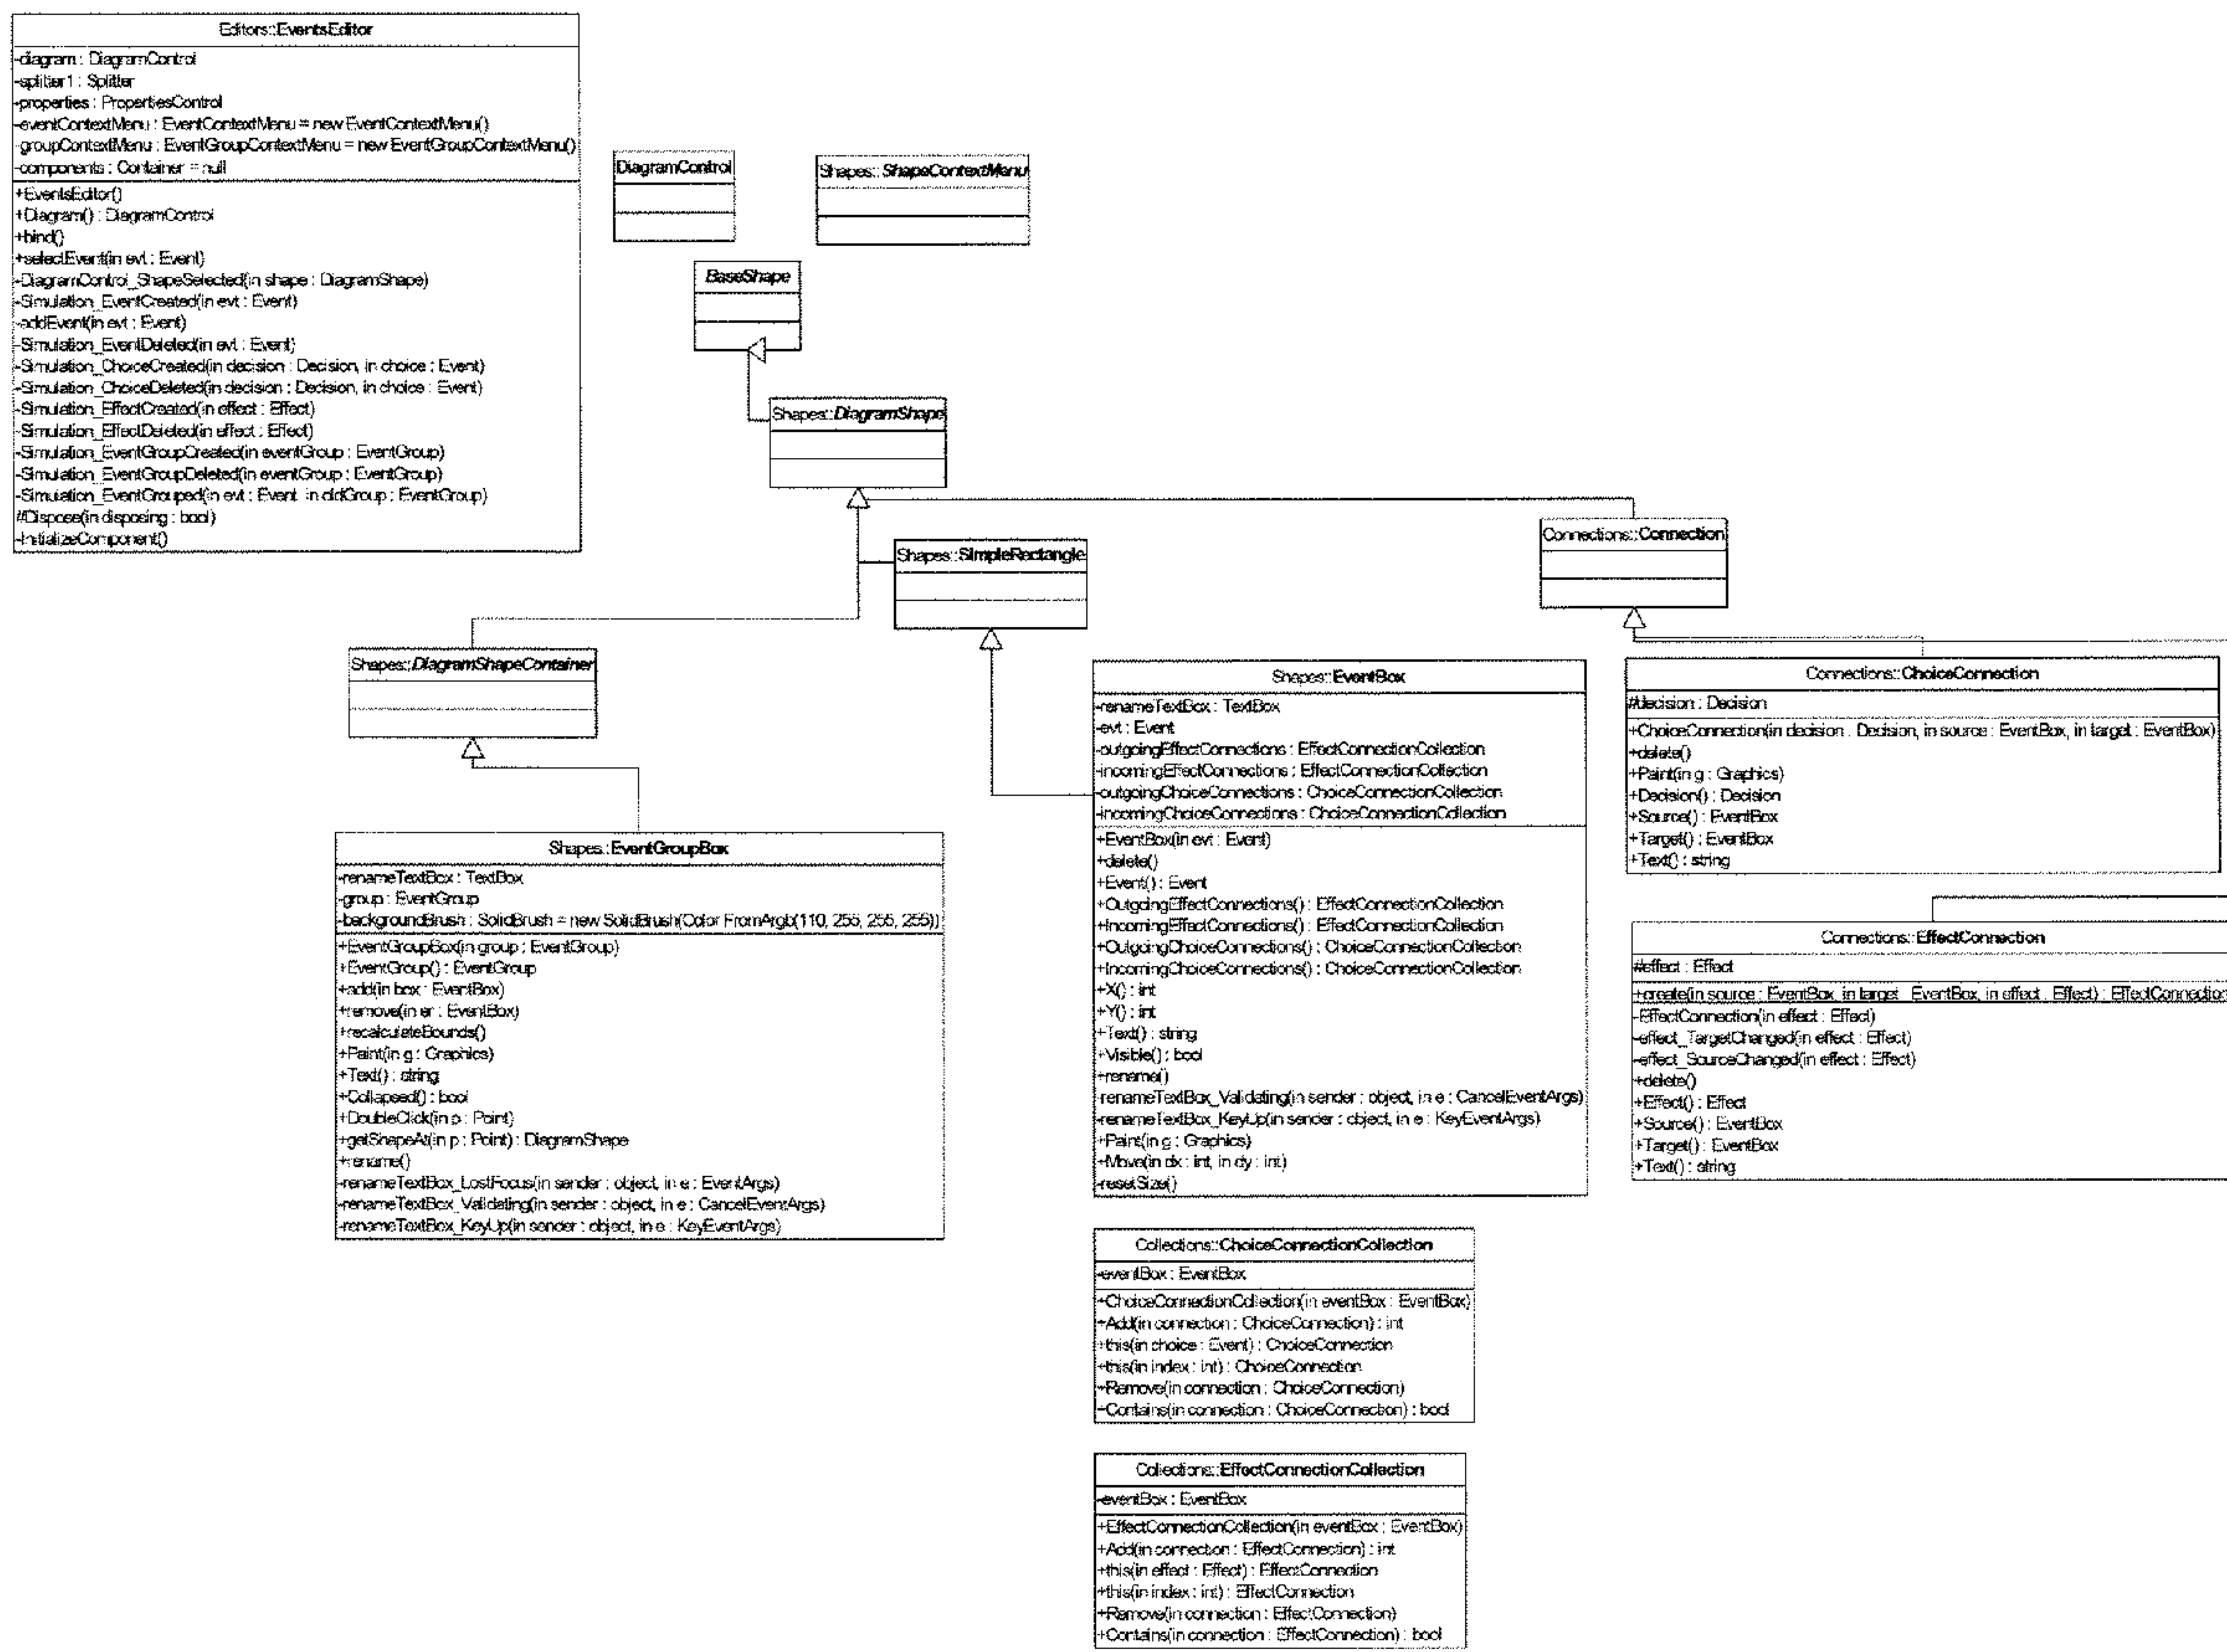 Editors::EventsEditor
-diagram : DiagramControl
-splitter1 : Splitter
-properties : PropertiesControl
-eventContextMenu : EventContextMenu = new EventContextMenu()
-groupContextMenu : EventGroupContextMenu = new EventGroupContextMenu()
-components : Container = null
+EventsEditor()
+Diagram() : DiagramControl
+bind()
+selectEvent(in evt : Event)
-DiagramControl_ShapeSelected(in shape : DiagramShape)
-Simulation_EventCreated(in evt : Event)
-addEvent(in evt : Event)
-Simulation_EventDeleted(in evt : Event)
-Simulation_ChoiceCreated(in decision : Decision, in choice : Event)
-Simulation_ChoiceDeleted(in decision : Decision, in choice : Event)
-Simulation_EffectCreated(in effect : Effect)
-Simulation_EffectDeleted(in effect : Effect)
-Simulation_EventGroupCreated(in eventGroup : EventGroup)
-Simulation_EventGroupDeleted(in eventGroup : EventGroup)
-Simulation_EventGrouped(in evt : Event, in oldGroup : EventGroup)
#Dispose(in disposing : bool)
-InitializeComponent()
DiagramControl
Shapes::ShapeContextMenu
BaseShape
Shapes::DiagramShape
Shapes::SimpleRectangle
Connections::Connection
Shapes::DiagramShapeContainer
Shapes::EventGroupBox
-renameTextBox : TextBox
-group : EventGroup
-backgroundBrush : SolidBrush = new SolidBrush(Color.FromArgb(110, 255, 255, 255))
+EventGroupBox(in group : EventGroup)
+EventGroup() : EventGroup
+add(in box : EventBox)
+remove(in er : EventBox)
+recalculateBounds()
+Paint(in g : Graphics)
+Text() : string
+Collapsed() : bool
+DoubleClick(in p : Point)
+getShapeAt(in p : Point) : DiagramShape
+rename()
-renameTextBox_LostFocus(in sender : object, in e : EventArgs)
-renameTextBox_Validating(in sender : object, in e : CancelEventArgs)
-renameTextBox_KeyUp(in sender : object, in e : KeyEventArgs)
Shapes::EventBox
-renameTextBox : TextBox
-evt : Event
-outgoingEffectConnections : EffectConnectionCollection
-incomingEffectConnections : EffectConnectionCollection
-outgoingChoiceConnections : ChoiceConnectionCollection
-incomingChoiceConnections : ChoiceConnectionCollection
+EventBox(in evt : Event)
+delete()
+Event() : Event
+OutgoingEffectConnections() : EffectConnectionCollection
+IncomingEffectConnections() : EffectConnectionCollection
+OutgoingChoiceConnections() : ChoiceConnectionCollection
+IncomingChoiceConnections() : ChoiceConnectionCollection
+X() : int
+Y() : int
+Text() : string
+Visible() : bool
+rename()
-renameTextBox_Validating(in sender : object, in e : CancelEventArgs)
-renameTextBox_KeyUp(in sender : object, in e : KeyEventArgs)
+Paint(in g : Graphics)
+Move(in dx : int, in dy : int)
-resetSize()
Connections::ChoiceConnection
#decision : Decision
+ChoiceConnection(in decision : Decision, in source : EventBox, in target : EventBox)
+delete()
+Paint(in g : Graphics)
+Decision() : Decision
+Source() : EventBox
+Target() : EventBox
+Text() : string
Connections::EffectConnection
#effect : Effect
+create(in source : EventBox, in target : EventBox, in effect : Effect) : EffectConnection
-EffectConnection(in effect : Effect)
-effect_TargetChanged(in effect : Effect)
-effect_SourceChanged(in effect : Effect)
+delete()
+Effect() : Effect
+Source() : EventBox
+Target() : EventBox
+Text() : string
Collections::ChoiceConnectionCollection
-eventBox : EventBox
+ChoiceConnectionCollection(in eventBox : EventBox)
+Add(in connection : ChoiceConnection) : int
+this(in choice : Event) : ChoiceConnection
+this(in index : int) : ChoiceConnection
+Remove(in connection : ChoiceConnection)
+Contains(in connection : ChoiceConnection) : bool
Collections::EffectConnectionCollection
-eventBox : EventBox
+EffectConnectionCollection(in eventBox : EventBox)
+Add(in connection : EffectConnection) : int
+this(in effect : Effect) : EffectConnection
+this(in index : int) : EffectConnection
+Remove(in connection : EffectConnection)
+Contains(in connection : EffectConnection) : bool